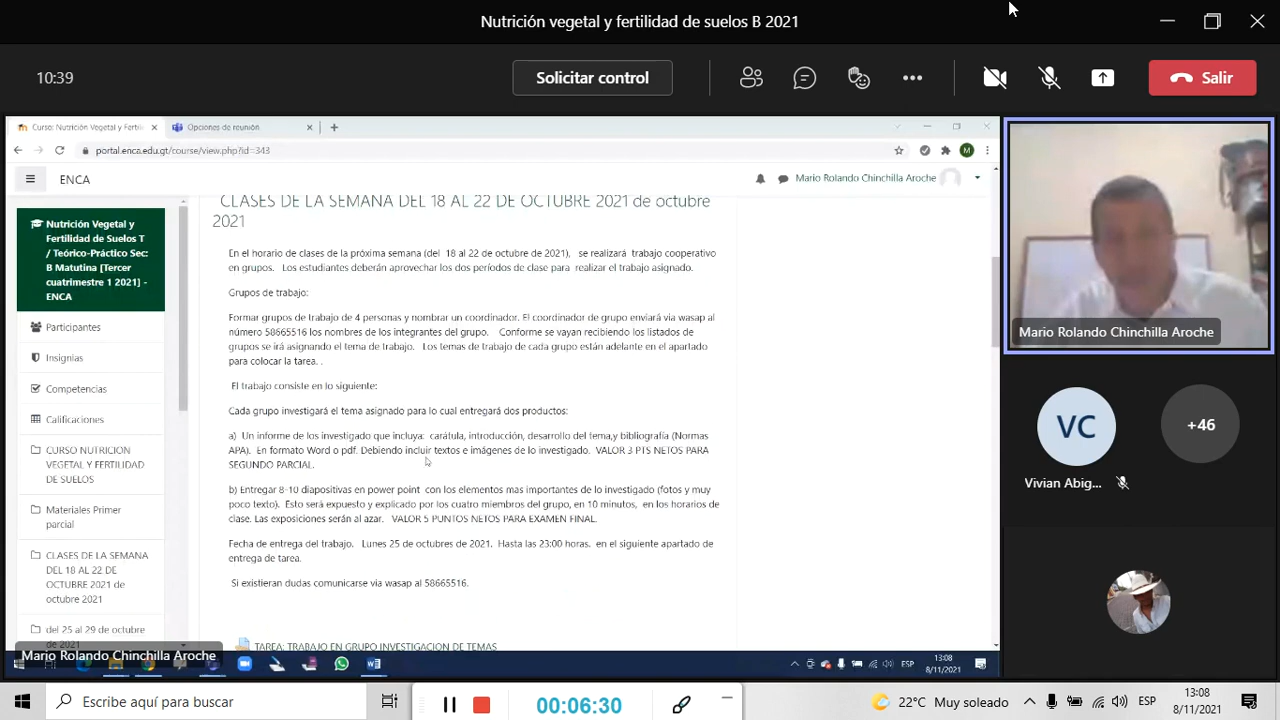 Nutrición vegetal y fertilidad de suelos B 2021
10:39
Solicitar control
Salir
Curso: Nutrición Vegetal y Fertili
Opciones de reunión
portal.enca.edu.gt/course/view.php?id=343
M
ENCA
Mario Rolando Chinchilla Aroche
Nutrición Vegetal y
Fertilidad de Suelos T
/ Teórico-Práctico Sec:
B Matutina [Tercer
cuatrimestre 1 2021] -
ENCA
Participantes
Insignias
Competencias
Calificaciones
CURSO NUTRICION
VEGETAL Y FERTILIDAD
DE SUELOS
Materiales Primer
parcial
CLASES DE LA SEMANA
DEL 18 AL 22 DE
OCTUBRE 2021 de
octubre 2021
del 25 al 29 de octubre
de 2021
CLASES DE LA SEMANA DEL 18 AL 22 DE OCTUBRE 2021 de octubre
2021
En el horario de clases de la próxima semana (del 18 al 22 de octubre de 2021), se realizará trabajo cooperativo
en grupos. Los estudiantes deberán aprovechar los dos períodos de clase para realizar el trabajo asignado.
Grupos de trabajo:
Formar grupos de trabajo de 4 personas y nombrar un coordinador. El coordinador de grupo enviará via wasap al
número 58665516 los nombres de los integrantes del grupo. Conforme se vayan recibiendo los listados de
grupos se irá asignando el tema de trabajo. Los temas de trabajo de cada grupo están adelante en el apartado
para colocar la tarea. .
El trabajo consiste en lo siguiente:
Cada grupo investigará el tema asignado para lo cual entregará dos productos:
a) Un informe de los investigado que incluya: carátula, introducción, desarrollo del tema,y bibliografía (Normas
APA). En formato Word o pdf. Debiendo incluir textos e imágenes de lo investigado. VALOR 3 PTS NETOS PARA
SEGUNDO PARCIAL.
b) Entregar 8-10 diapositivas en power point con los elementos mas importantes de lo investigado (fotos y muy
poco texto). Esto será expuesto y explicado por los cuatro miembros del grupo, en 10 minutos, en los horarios de
clase. Las exposiciones serán al azar. VALOR 5 PUNTOS NETOS PARA EXAMEN FINAL.
Fecha de entrega del trabajo. Lunes 25 de octubres de 2021. Hasta las 23:00 horas. en el siguiente apartado de
entrega de tarea.
Si existieran dudas comunicarse via wasap al 58665516.
TAREA: TRABAJO EN GRUPO INVESTIGACION DE TEMAS
Mario Rolando Chinchilla Aroche
ESP
13:08
8/11/2021
Mario Rolando Chinchilla Aroche
VC
+46
Vivian Abig...
Escribe aquí para buscar
00:06:30
22°C Muy soleado
ESP
13:08
8/11/2021